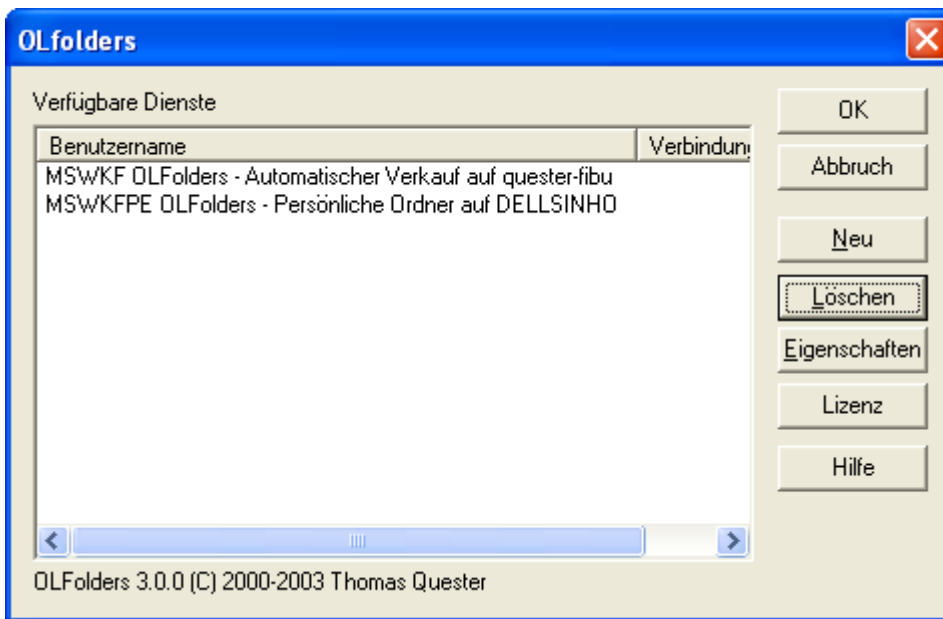 OLfolders
Verfügbare Dienste
Benutzername Verbindun
MSWKF OLFolders - Automatischer Verkauf auf quester-fibu
MSWKFPE OLFolders - Persönliche Ordner auf DELLSINHO
OK
Abbruch
Neu
Löschen
Eigenschaften
Lizenz
Hilfe
OLFolders 3.0.0 (C) 2000-2003 Thomas Quester